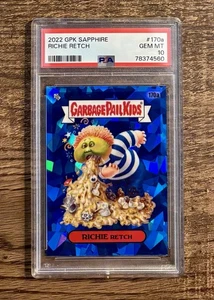 2022 GPK SAPPHIRE #170a
RICHIE RETCH GEM MT
10
PSA 78374560
170a
GARBAGE PAIL KIDS
RICHIE RETCH